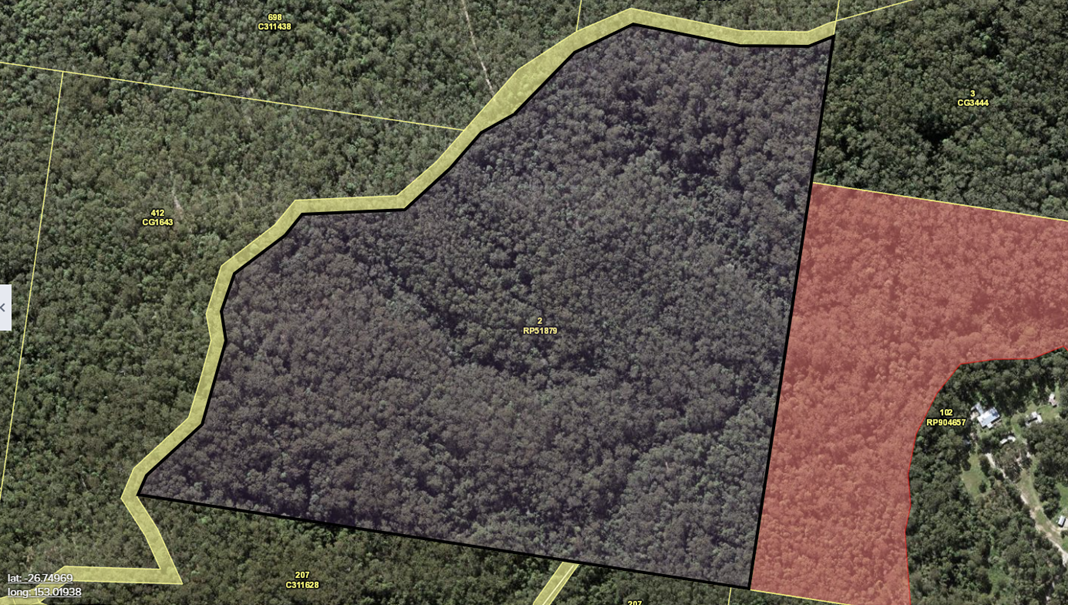 698
C311438
3
CG3444
412
CG1643
2
RP51879
102
RP904657
lat: -26.74969
long: 153.01938
207
C311628
207